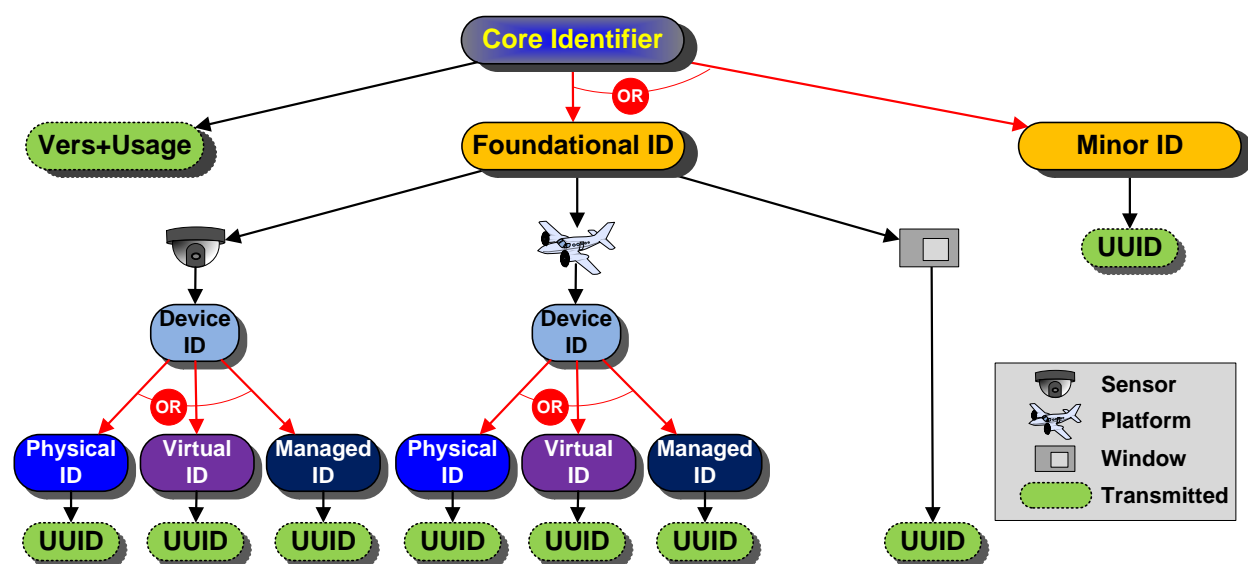 Core Identifier
OR
Vers+Usage
Foundational ID
Minor ID
UUID
Device
ID
Device
ID
OR
OR
Physical
ID
Virtual
ID
Managed
ID
Physical
ID
Virtual
ID
Managed
ID
UUID
UUID
UUID
UUID
UUID
UUID
UUID
Sensor
Platform
Window
Transmitted